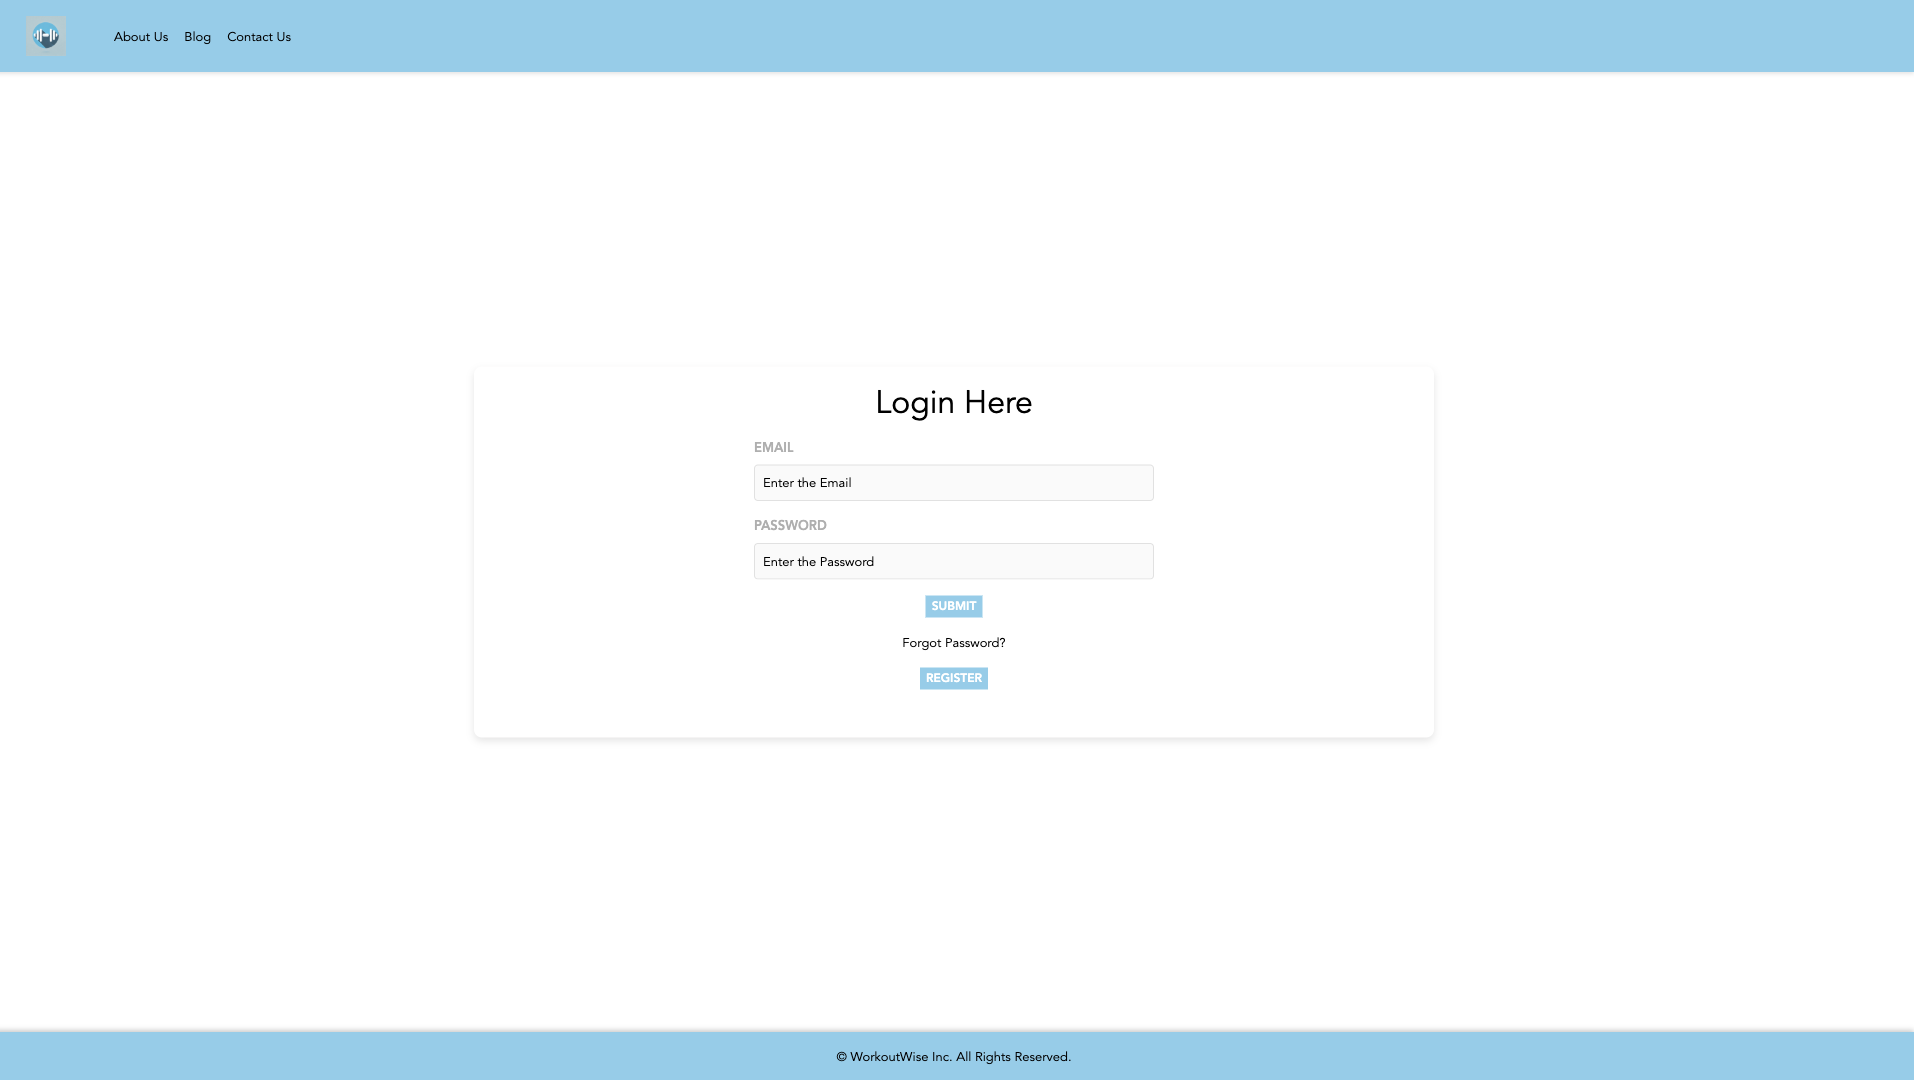 About Us Blog Contact Us
Login Here
EMAIL
Enter the Email
PASSWORD
Enter the Password
SUBMIT
Forgot Password?
REGISTER
© WorkoutWise Inc. All Rights Reserved.